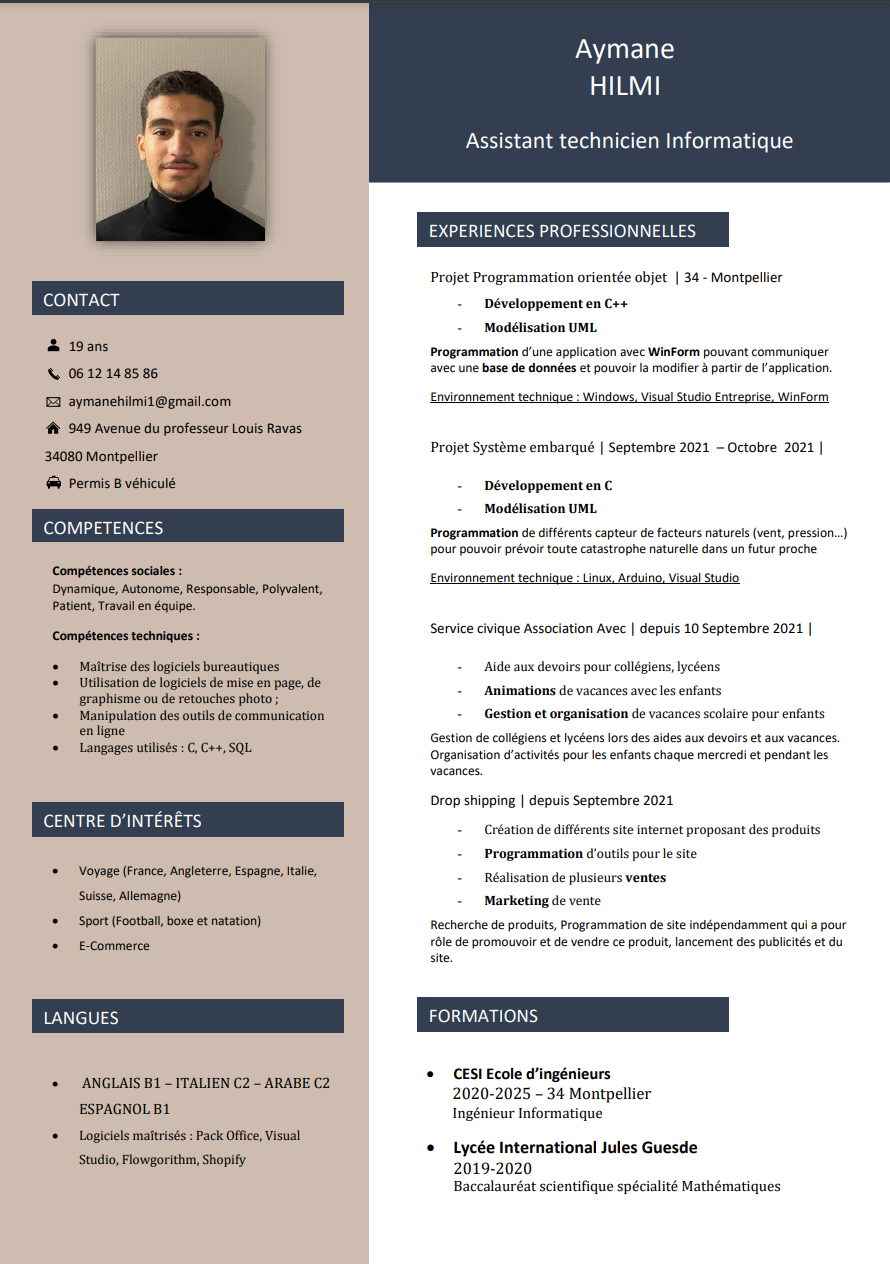 Aymane
HILMI
Assistant technicien Informatique
CONTACT
19 ans
06 12 14 85 86
aymanehilmi1@gmail.com
949 Avenue du professeur Louis Ravas
34080 Montpellier
Permis B véhiculé
COMPETENCES
Compétences sociales :
Dynamique, Autonome, Responsable, Polyvalent,
Patient, Travail en équipe.
Compétences techniques :
• Maîtrise des logiciels bureautiques
• Utilisation de logiciels de mise en page, de
graphisme ou de retouches photo ;
• Manipulation des outils de communication
en ligne
• Langages utilisés : C, C++, SQL
CENTRE D’INTÉRÊTS
• Voyage (France, Angleterre, Espagne, Italie,
Suisse, Allemagne)
• Sport (Football, boxe et natation)
• E-Commerce
LANGUES
• ANGLAIS B1 – ITALIEN C2 – ARABE C2
ESPAGNOL B1
• Logiciels maîtrisés : Pack Office, Visual
Studio, Flowgorithm, Shopify
EXPERIENCES PROFESSIONNELLES
Projet Programmation orientée objet | 34 - Montpellier
- Développement en C++
- Modélisation UML
Programmation d’une application avec WinForm pouvant communiquer
avec une base de données et pouvoir la modifier à partir de l’application.
Environnement technique : Windows, Visual Studio Entreprise, WinForm
Projet Système embarqué | Septembre 2021 – Octobre 2021 |
- Développement en C
- Modélisation UML
Programmation de différents capteur de facteurs naturels (vent, pression…)
pour pouvoir prévoir toute catastrophe naturelle dans un futur proche
Environnement technique : Linux, Arduino, Visual Studio
Service civique Association Avec | depuis 10 Septembre 2021 |
- Aide aux devoirs pour collégiens, lycéens
- Animations de vacances avec les enfants
- Gestion et organisation de vacances scolaire pour enfants
Gestion de collégiens et lycéens lors des aides aux devoirs et aux vacances.
Organisation d’activités pour les enfants chaque mercredi et pendant les
vacances.
Drop shipping | depuis Septembre 2021
- Création de différents site internet proposant des produits
- Programmation d’outils pour le site
- Réalisation de plusieurs ventes
- Marketing de vente
Recherche de produits, Programmation de site indépendamment qui a pour
rôle de promouvoir et de vendre ce produit, lancement des publicités et du
site.
FORMATIONS
• CESI Ecole d’ingénieurs
2020-2025 – 34 Montpellier
Ingénieur Informatique
• Lycée International Jules Guesde
2019-2020
Baccalauréat scientifique spécialité Mathématiques